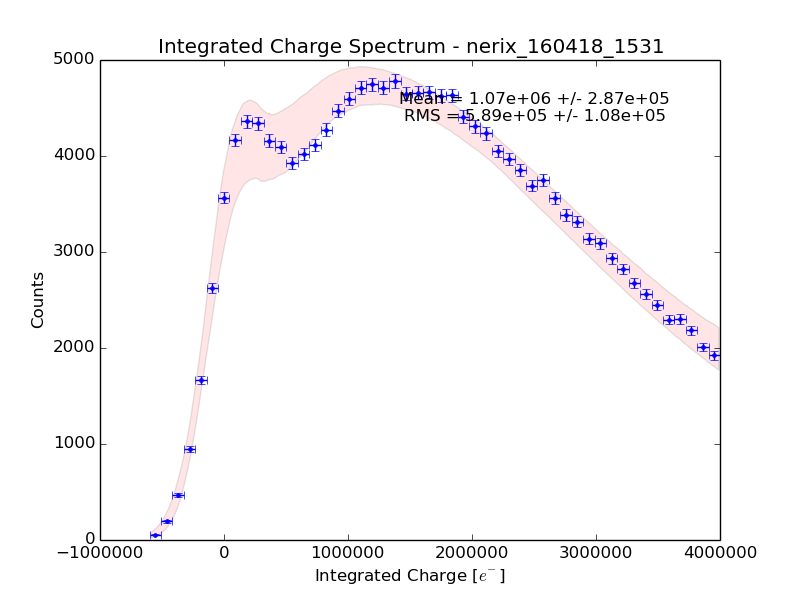 Integrated Charge Spectrum - nerix_160418_1531
5000
Mean = 1.07e+06 +/- 2.87e+05
RMS = 5.89e+05 +/- 1.08e+05
4000
3000
Counts
2000
1000
0
−1000000 0 1000000 2000000 3000000 4000000
Integrated Charge [e⁻]